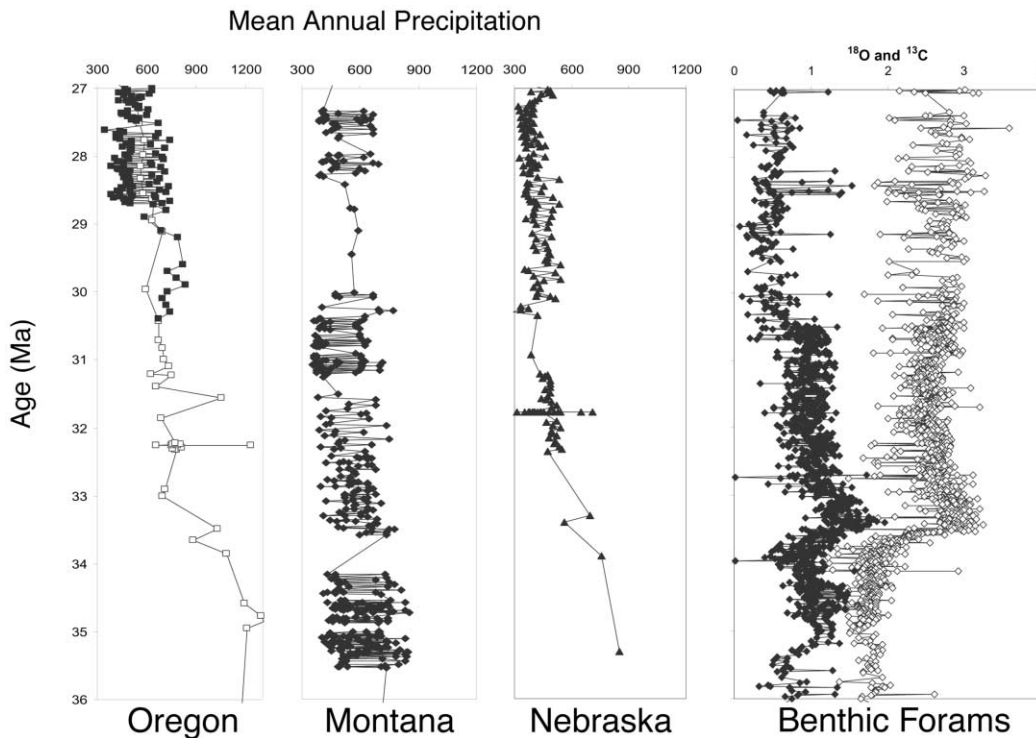 Mean Annual Precipitation
18O and 13C
300 600 900 1200
300 600 900 1200
300 600 900 1200
0 1 2 3
27
28
29
30
31
32
33
34
35
36
Age (Ma)
Oregon
Montana
Nebraska
Benthic Forams